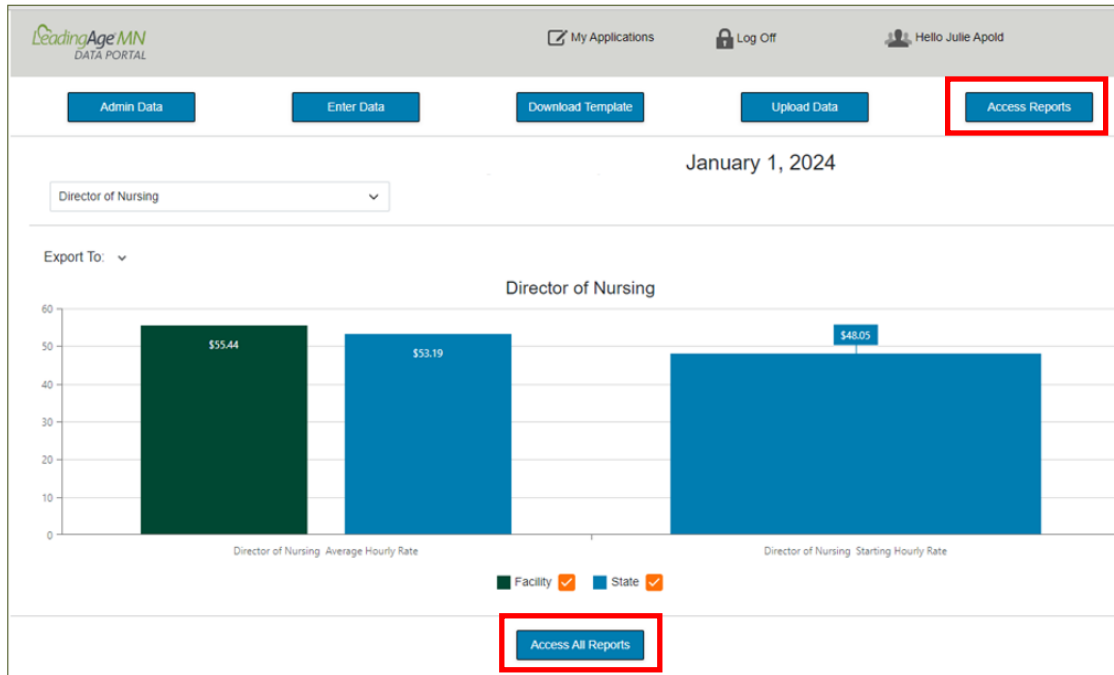 LeadingAge MN
DATA PORTAL
My Applications
Log Off
Hello Julie Apold
Admin Data
Enter Data
Download Template
Upload Data
Access Reports
January 1, 2024
Director of Nursing
Export To:
Director of Nursing
60
50
40
30
20
10
0
$55.44
$53.19
$48.05
Director of Nursing Average Hourly Rate
Director of Nursing Starting Hourly Rate
Facility
State
Access All Reports